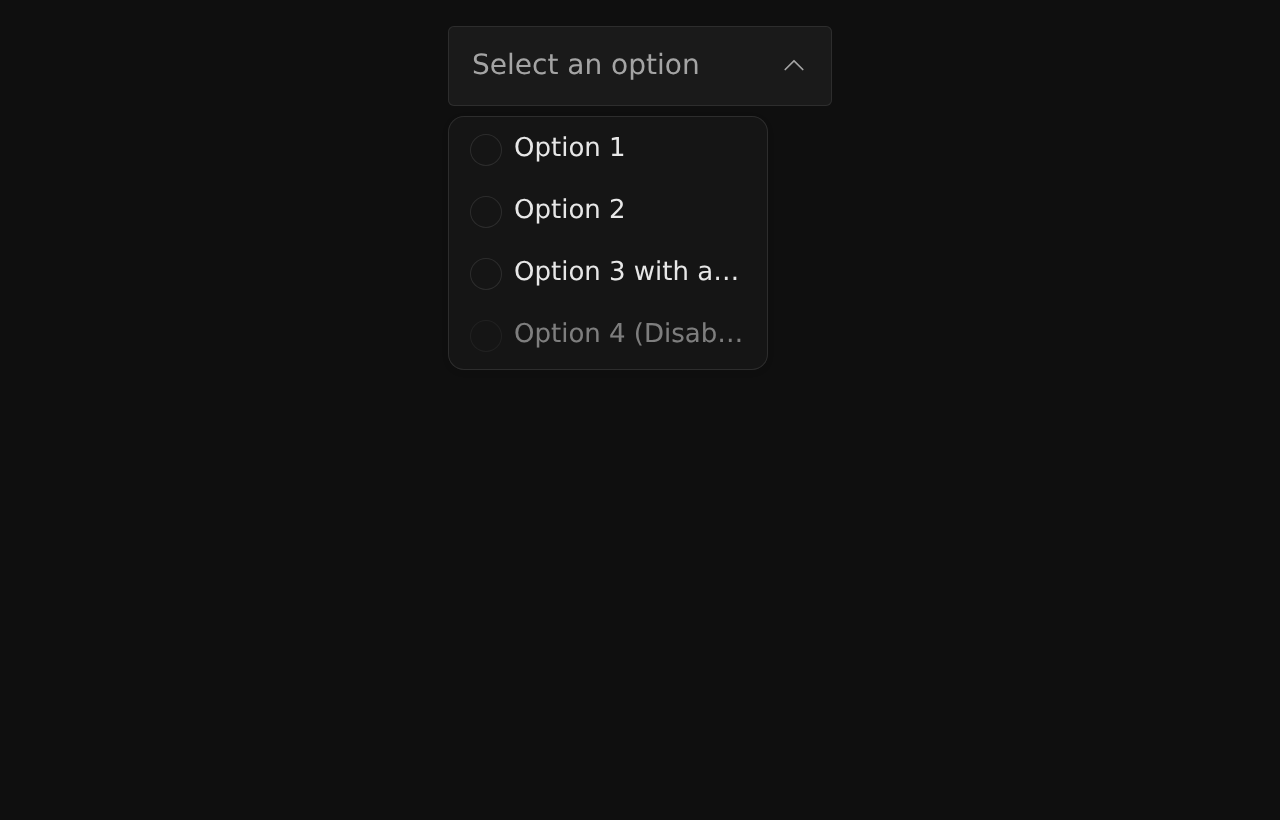 Select an option
Option 1
Option 2
Option 3 with a…
Option 4 (Disab…